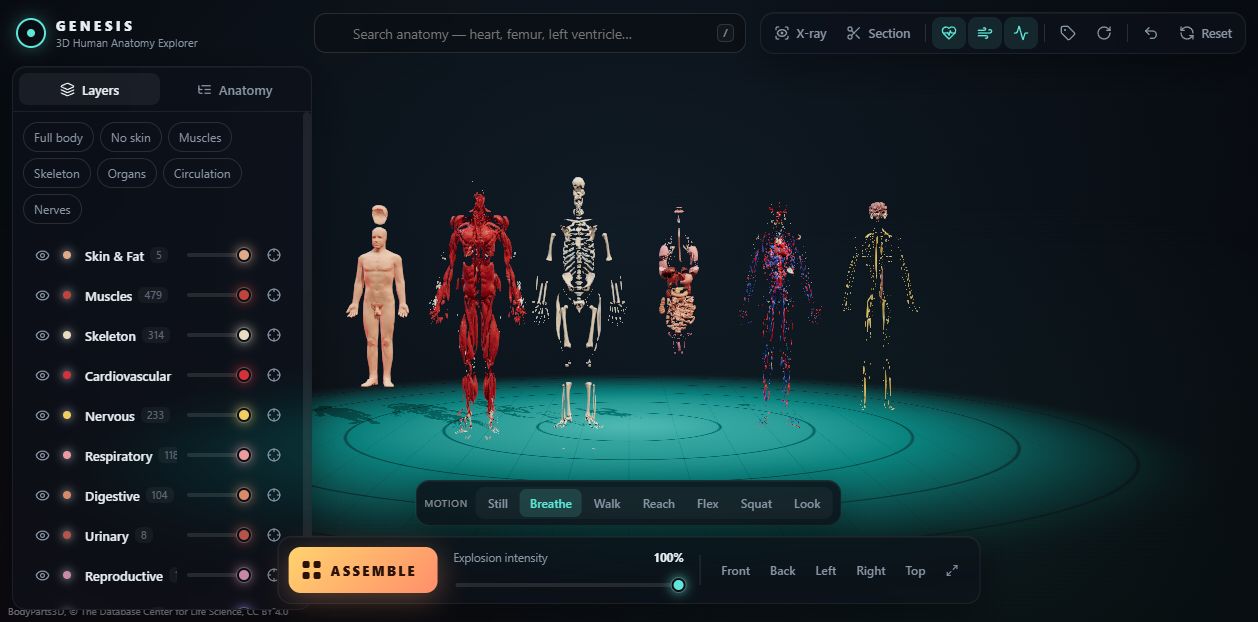 GENESIS
3D Human Anatomy Explorer
Search anatomy — heart, femur, left ventricle...
/
X-ray
Section
Reset
Layers
Anatomy
Full body
No skin
Muscles
Skeleton
Organs
Circulation
Nerves
Skin & Fat 5
Muscles 479
Skeleton 314
Cardiovascular
Nervous 233
Respiratory 118
Digestive 104
Urinary 8
Reproductive
MOTION Still Breathe Walk Reach Flex Squat Look
ASSEMBLE
Explosion intensity 100%
Front Back Left Right Top
BodyParts3D, © The Database Center for Life Science, CC BY 4.0